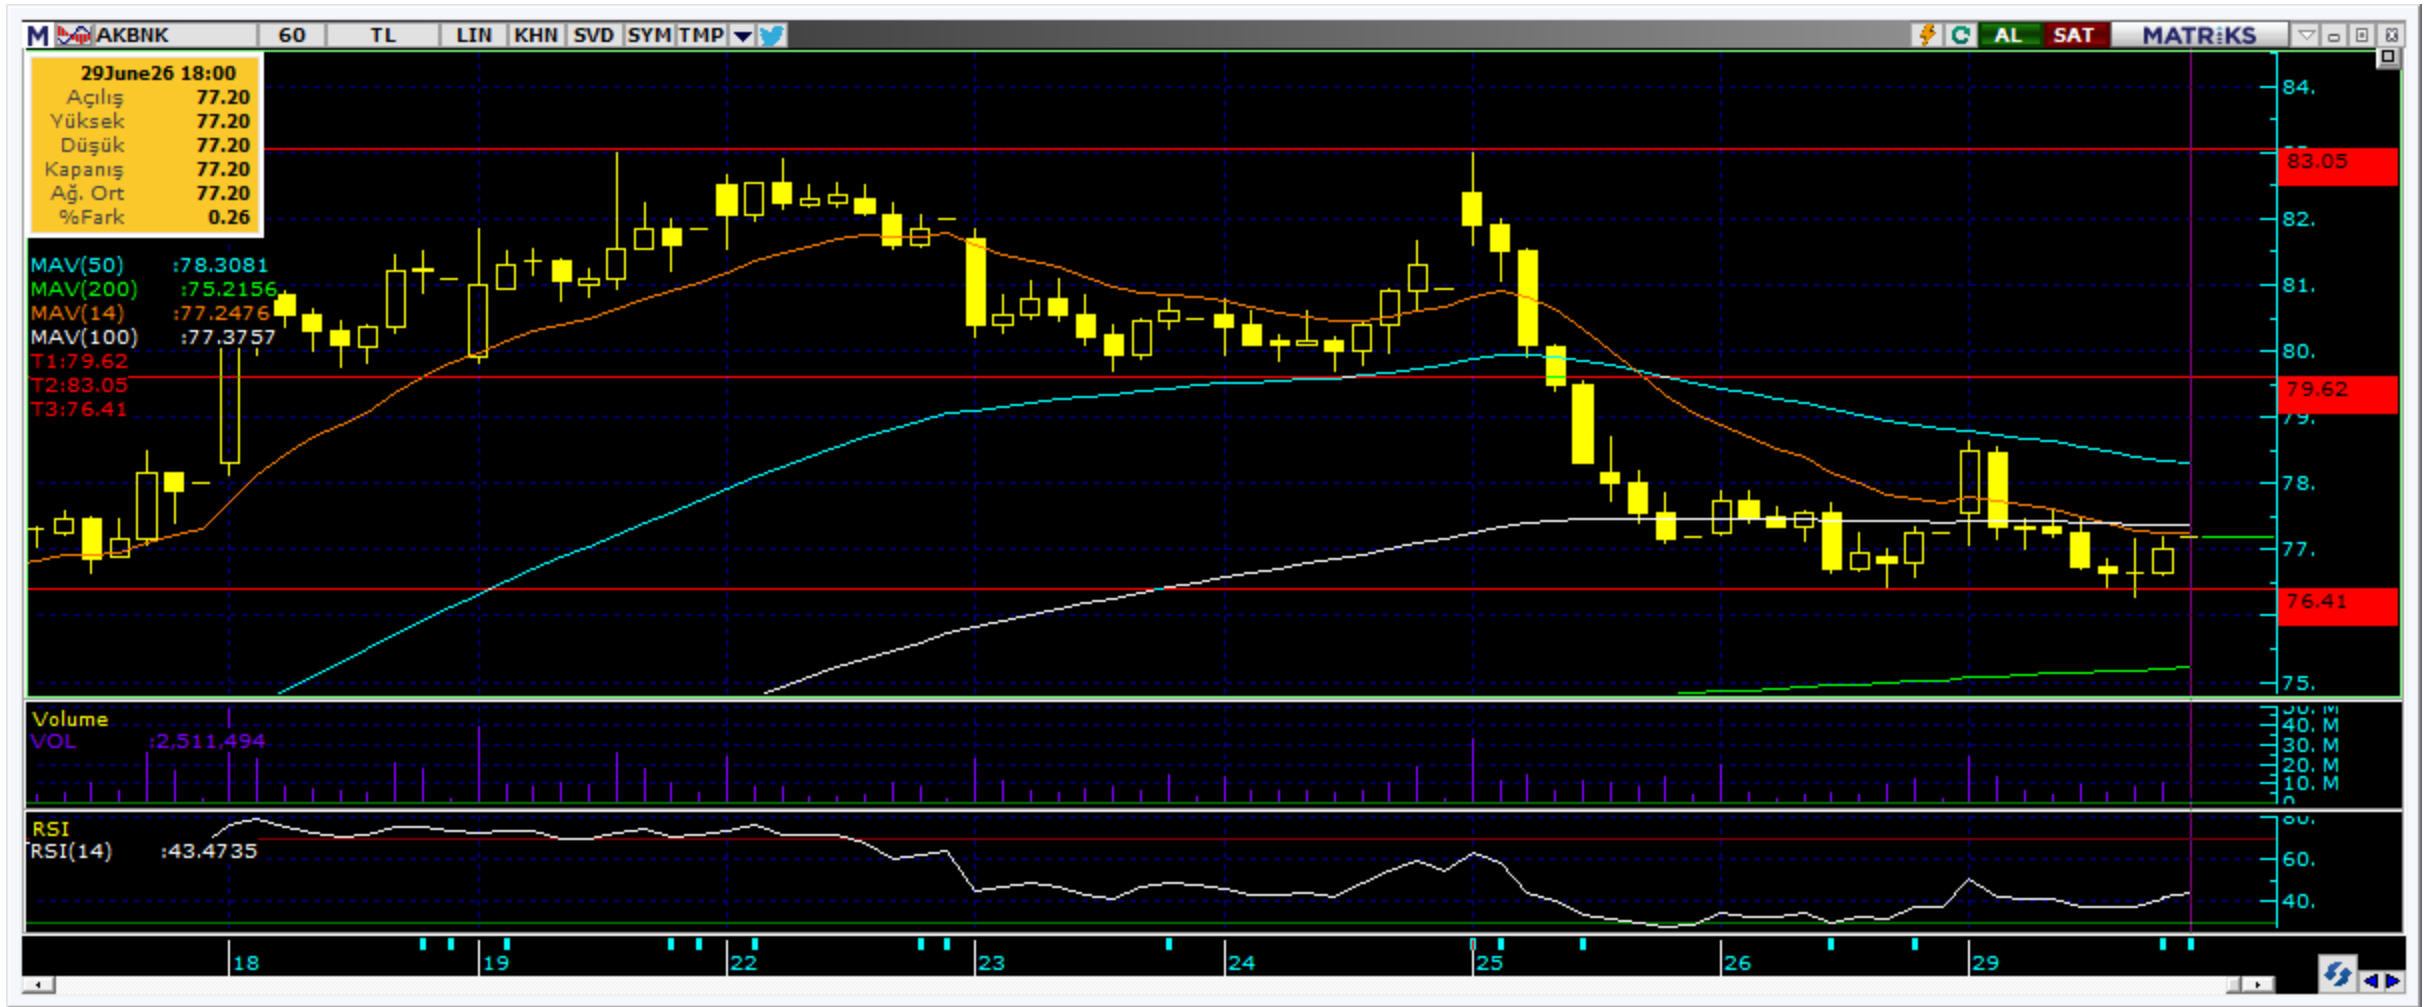 M AKBNK 60 TL LIN KHN SVD SYM TMP AL SAT MATRiKS
29June26 18:00
Açılış 77.20
Yüksek 77.20
Düşük 77.20
Kapanış 77.20
Ağ. Ort 77.20
%Fark 0.26
MAV(50) :78.3081
MAV(200) :75.2156
MAV(14) :77.2476
MAV(100) :77.3757
T1:79.62
T2:83.05
T3:76.41
84.
83.05
82.
81.
80.
79.62
79.
78.
77.
76.41
75.
Volume
VOL :2,511,494
50. M
40. M
30. M
20. M
10. M
0
RSI
RSI(14) :43.4735
80.
60.
40.
18 19 22 23 24 25 26 29